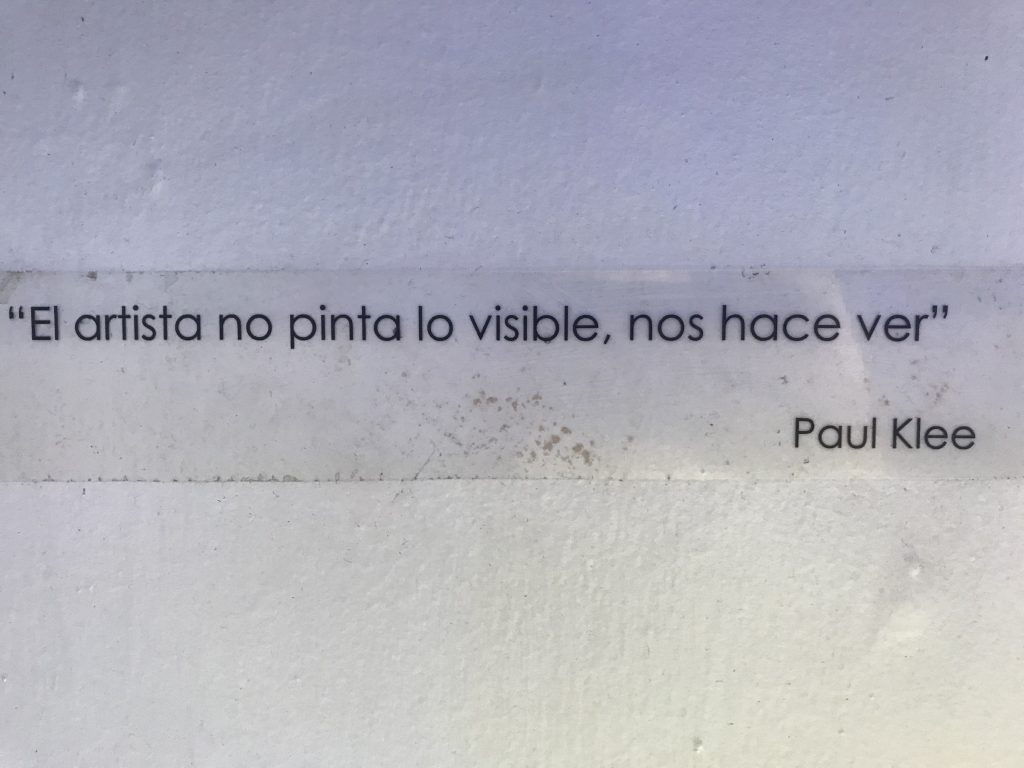 “El artista no pinta lo visible, nos hace ver”
Paul Klee